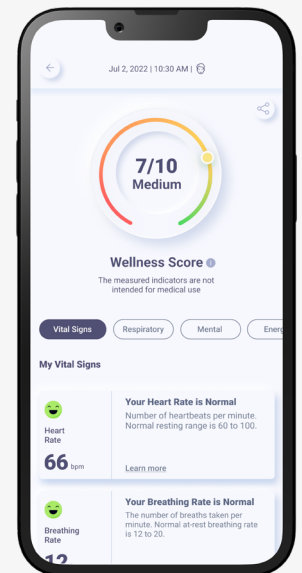 Jul 2, 2022 | 10:30 AM |
7/10
Medium
Wellness Score
The measured indicators are not
intended for medical use
Vital Signs
Respiratory
Mental
Energ
My Vital Signs
Heart
Rate
66 bpm
Your Heart Rate is Normal
Number of heartbeats per minute.
Normal resting range is 60 to 100.
Learn more
Breathing
Rate
12
Your Breathing Rate is Normal
The number of breaths taken per
minute. Normal at-rest breathing rate
is 12 to 20.